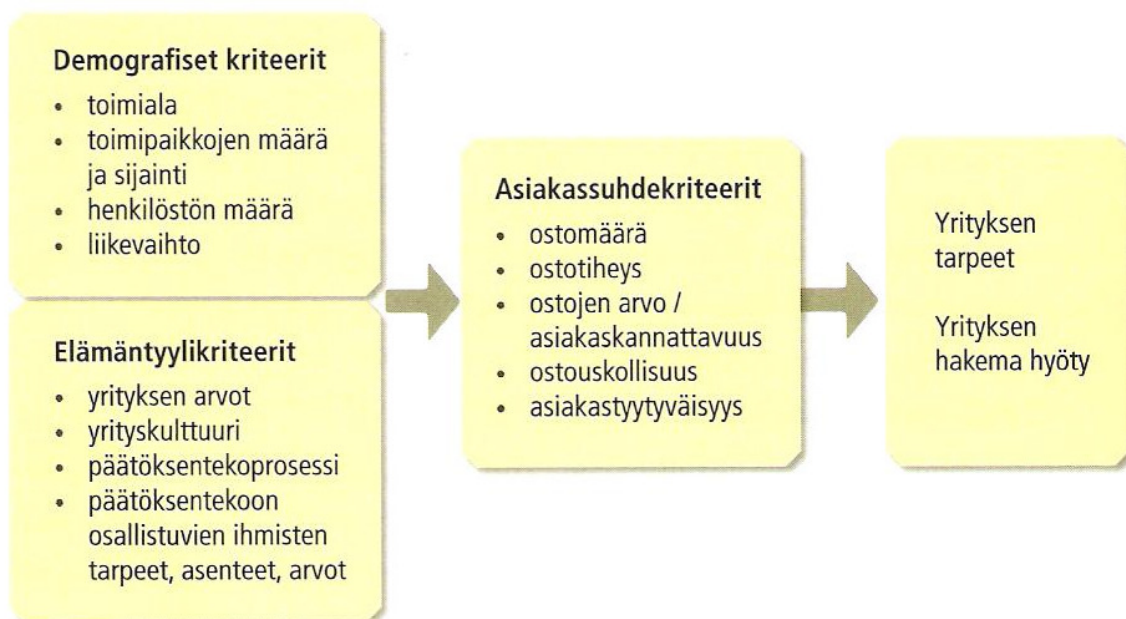 Demografiset kriteerit
• toimiala
• toimipaikkojen määrä
ja sijainti
• henkilöstön määrä
• liikevaihto
Elämäntyylikriteerit
• yrityksen arvot
• yrityskulttuuri
• päätöksentekoprosessi
• päätöksentekoon
osallistuvien ihmisten
tarpeet, asenteet, arvot
Asiakassuhdekriteerit
• ostomäärä
• ostotiheys
• ostojen arvo /
asiakaskannattavuus
• ostouskollisuus
• asiakastyytyväisyys
Yrityksen
tarpeet
Yrityksen
hakema hyöty